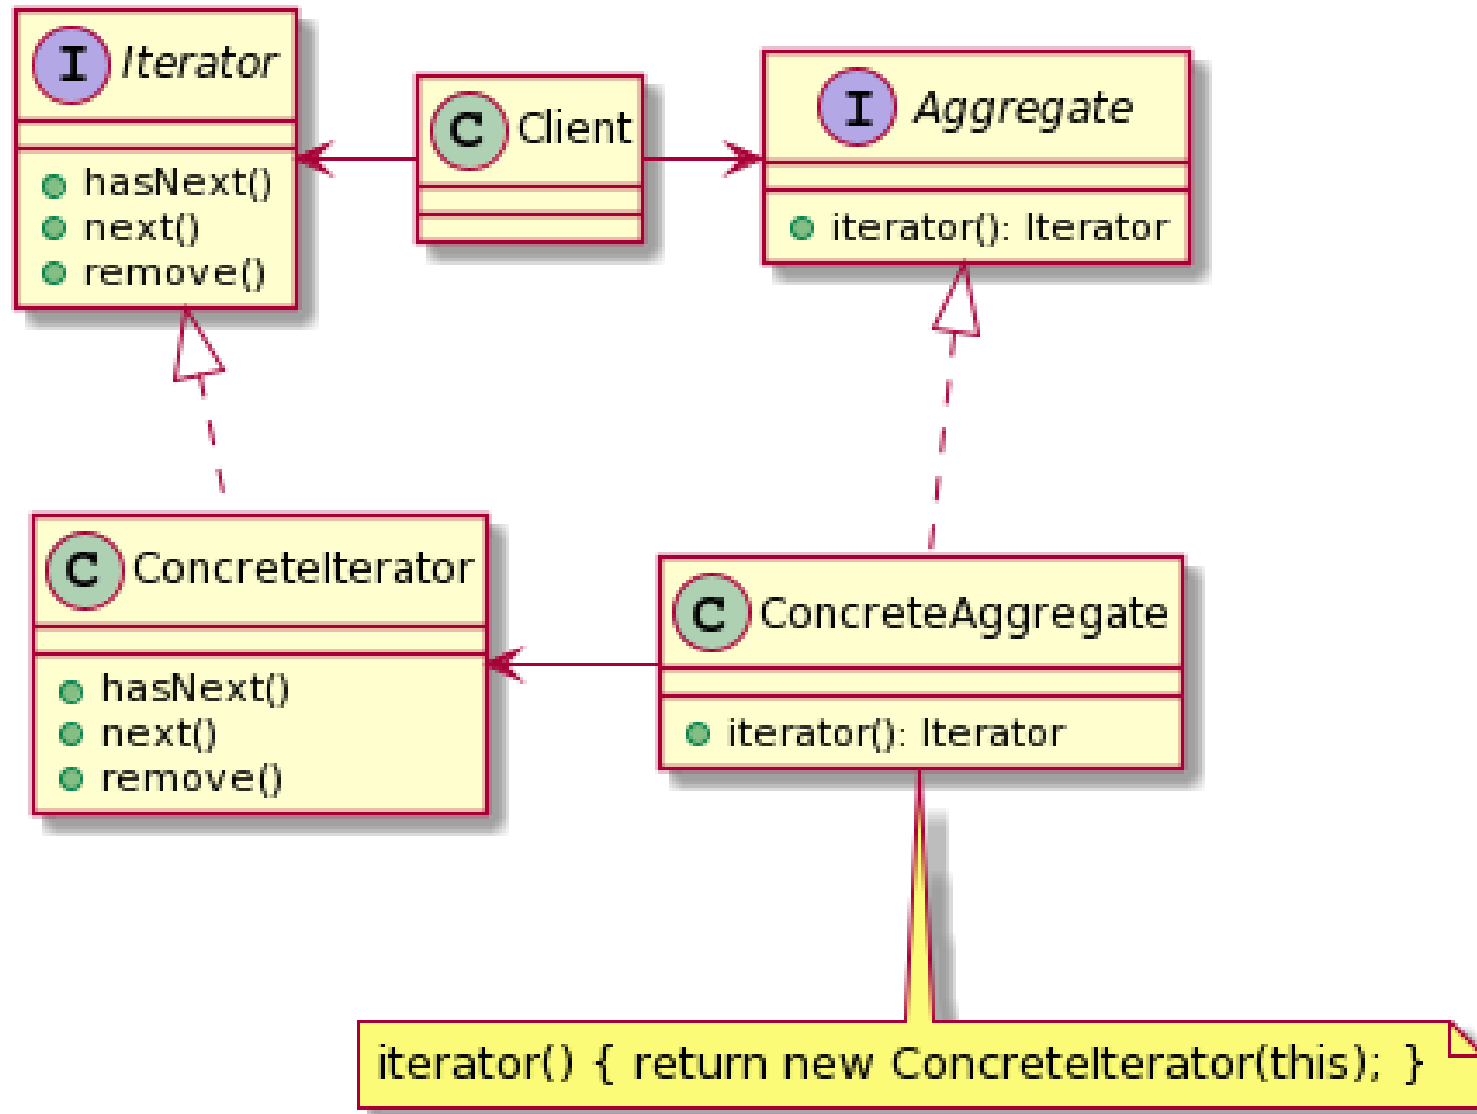 I Iterator
hasNext()
next()
remove()
C Client
I Aggregate
iterator(): Iterator
C ConcreteIterator
hasNext()
next()
remove()
C ConcreteAggregate
iterator(): Iterator
iterator() { return new ConcreteIterator(this); }